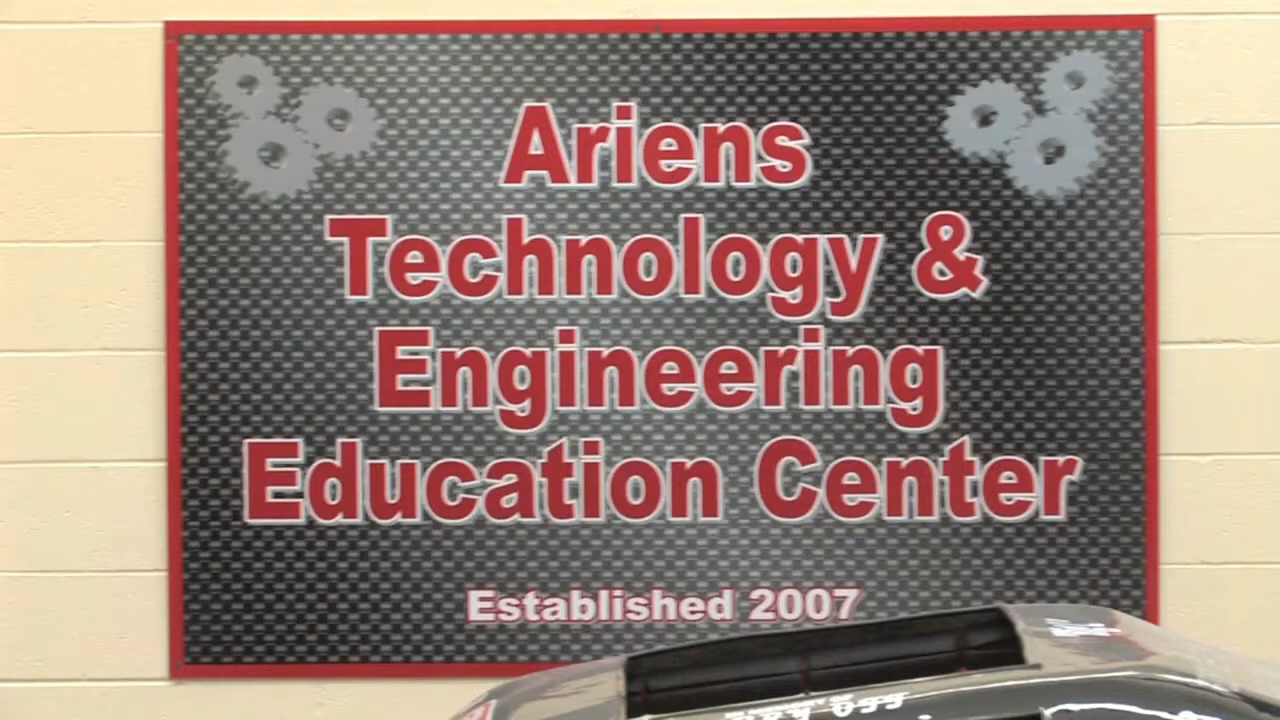 Ariens
Technology &
Engineering
Education Center
Established 2007